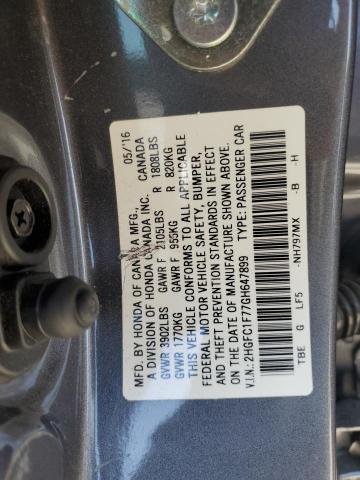 MFD. BY HONDA OF CANADA MFG., 05/'16
A DIVISION OF HONDA CANADA INC. CANADA
GVWR 3902LBS GAWR F 2105LBS R 1808LBS
GVWR 1770KG GAWR F 955KG R 820KG
THIS VEHICLE CONFORMS TO ALL APPLICABLE
FEDERAL MOTOR VEHICLE SAFETY, BUMPER,
AND THEFT PREVENTION STANDARDS IN EFFECT
ON THE DATE OF MANUFACTURE SHOWN ABOVE.
V.I.N.: 2HGFC1F77GH647899 TYPE: PASSENGER CAR
TBE G LF5 -NH797MX -B -H